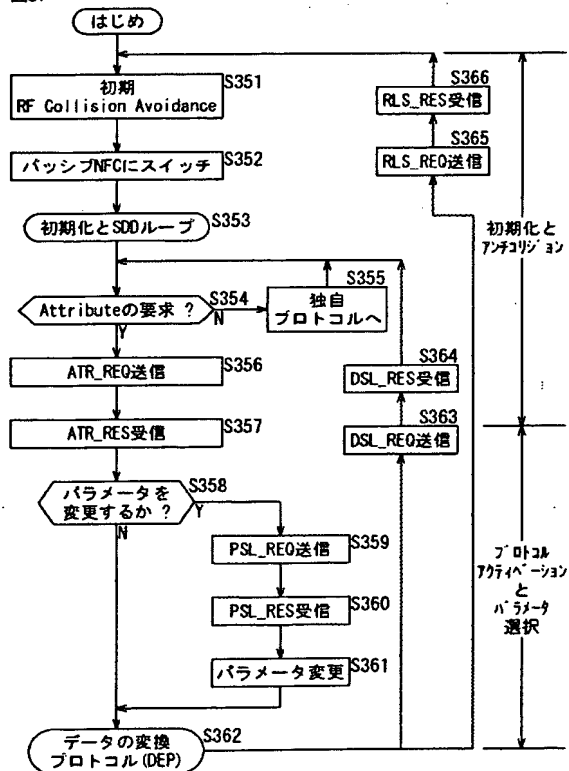 はじめ
初期
RF Collision Avoidance
S351
パッシブNFCにスイッチ
S352
初期化とSDDループ
S353
Attributeの要求 ?
S354
Y
N
S355
独自
プロトコルへ
ATR_REQ送信
S356
ATR_RES受信
S357
パラメータを
変更するか ?
S358
Y
N
PSL_REQ送信
S359
PSL_RES受信
S360
パラメータ変更
S361
データの変換
プロトコル(DEP)
S362
S363
DSL_REQ送信
S364
DSL_RES受信
S365
RLS_REQ送信
S366
RLS_RES受信
初期化と
アンチコリジョン
プロトコル
アクティベーション
と
パラメータ
選択